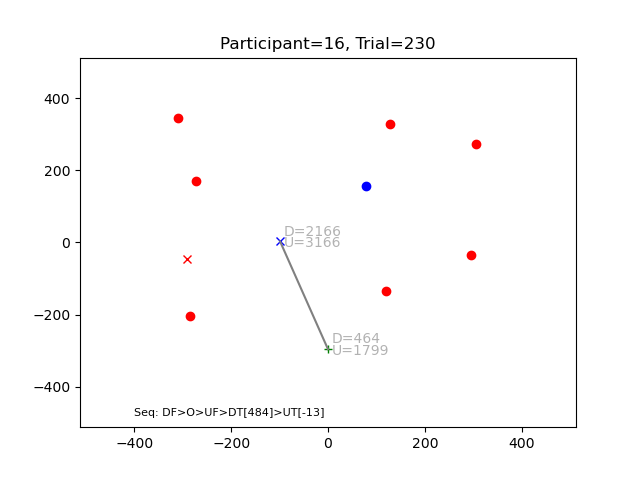 Participant=16, Trial=230
400
200
0
−200
−400
D=2166
U=3166
D=464
U=1799
Seq: DF>O>UF>DT[484]>UT[-13]
−400
−200
0
200
400